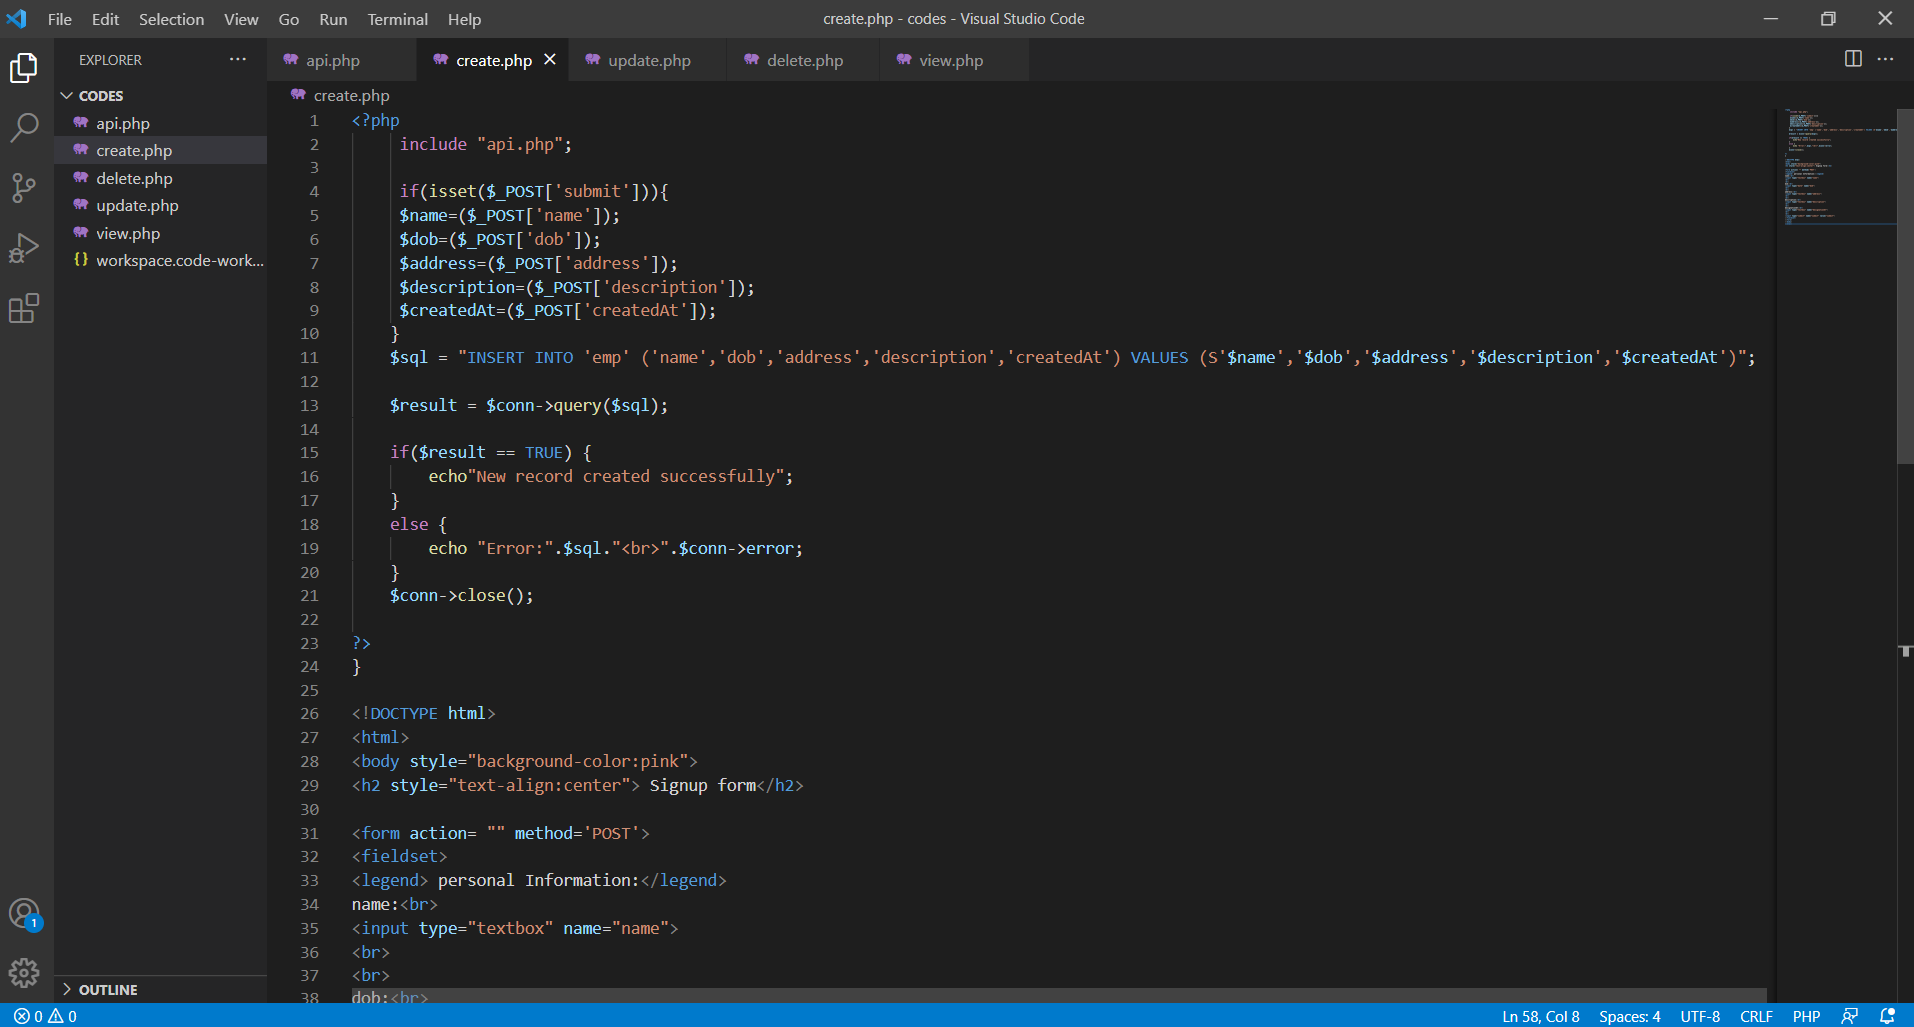 File Edit Selection View Go Run Terminal Help
create.php - codes - Visual Studio Code
EXPLORER
CODES
api.php
create.php
delete.php
update.php
view.php
{} workspace.code-work...
OUTLINE
1
api.php
create.php
update.php
delete.php
view.php
create.php
1 <?php
2 include "api.php";
3
4 if(isset($_POST['submit'])){
5 $name=($_POST['name']);
6 $dob=($_POST['dob']);
7 $address=($_POST['address']);
8 $description=($_POST['description']);
9 $createdAt=($_POST['createdAt']);
10 }
11 $sql = "INSERT INTO 'emp' ('name','dob','address','description','createdAt') VALUES (S'$name','$dob','$address','$description','$createdAt')";
12
13 $result = $conn->query($sql);
14
15 if($result == TRUE) {
16 echo"New record created successfully";
17 }
18 else {
19 echo "Error:".$sql."<br>".$conn->error;
20 }
21 $conn->close();
22
23 ?>
24 }
25
26 <!DOCTYPE html>
27 <html>
28 <body style="background-color:pink">
29 <h2 style="text-align:center"> Signup form</h2>
30
31 <form action= "" method='POST'>
32 <fieldset>
33 <legend> personal Information:</legend>
34 name:<br>
35 <input type="textbox" name="name">
36 <br>
37 <br>
38 dob:<br>
0 0
Ln 58, Col 8 Spaces: 4 UTF-8 CRLF PHP